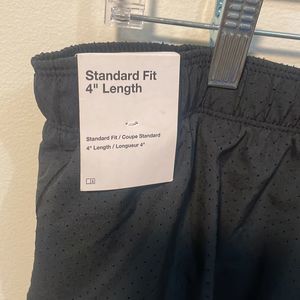 Standard Fit
4" Length
Standard Fit / Coupe Standard
4" Length / Longueur 4"